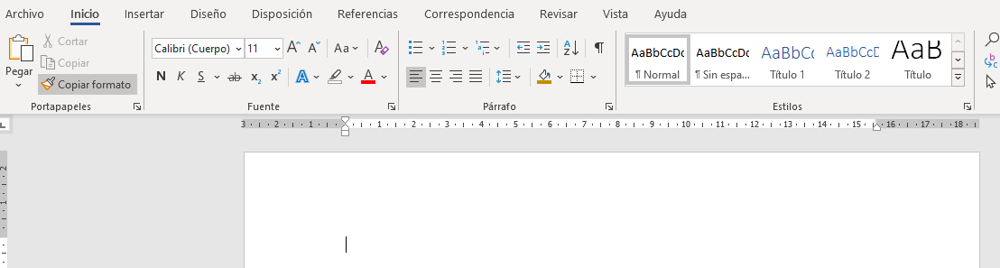 Archivo Inicio Insertar Diseño Disposición Referencias Correspondencia Revisar Vista Ayuda
Pegar
Cortar
Copiar
Copiar formato
Portapapeles
Calibri (Cuerpo) 11 A A Aa
N K S ab x₂ x² A A
Fuente
Párrafo
AaBbCcDc AaBbCcDc AaBbCc AaBbCcD AaB
¶ Normal ¶ Sin espa... Título 1 Título 2 Título
Estilos
3 2 1 1 2 3 4 5 6 7 8 9 10 11 12 13 14 15 16 17 18
2
1